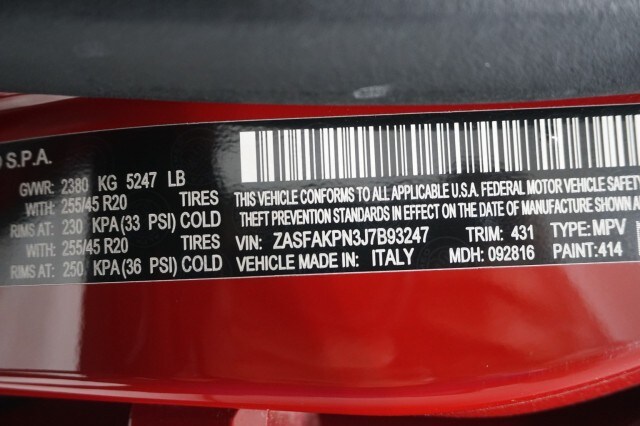 S.P.A.
GVWR: 2380 KG 5247 LB
WITH: 255/45 R20 TIRES
RIMS AT: 230 KPA (33 PSI) COLD
WITH: 255/45 R20 TIRES
RIMS AT: 250 KPA (36 PSI) COLD
THIS VEHICLE CONFORMS TO ALL APPLICABLE U.S.A. FEDERAL MOTOR VEHICLE SAFETY
THEFT PREVENTION STANDARDS IN EFFECT ON THE DATE OF MANUFACTURE SHOWN
VIN: ZASFAKPN3J7B93247 TRIM: 431 TYPE: MPV
VEHICLE MADE IN: ITALY MDH: 092816 PAINT: 414